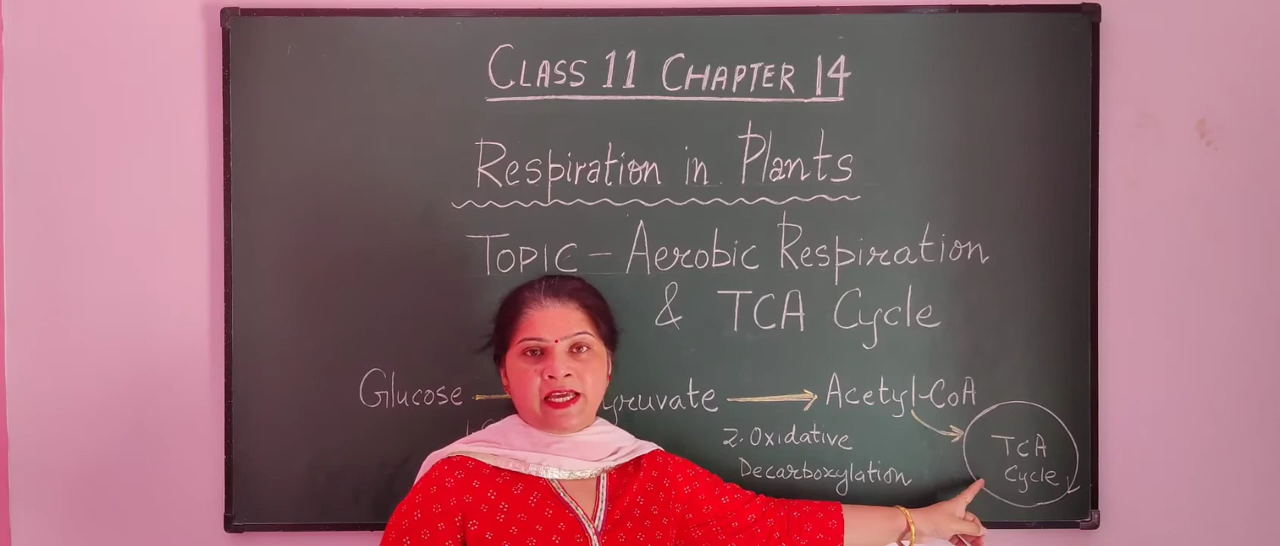 CLASS 11 CHAPTER 14
Respiration in Plants
TOPIC – Aerobic Respiration
& TCA Cycle
Glucose yruvate Acetyl-CoA
2. Oxidative
Decarboxylation
TCA
Cycle